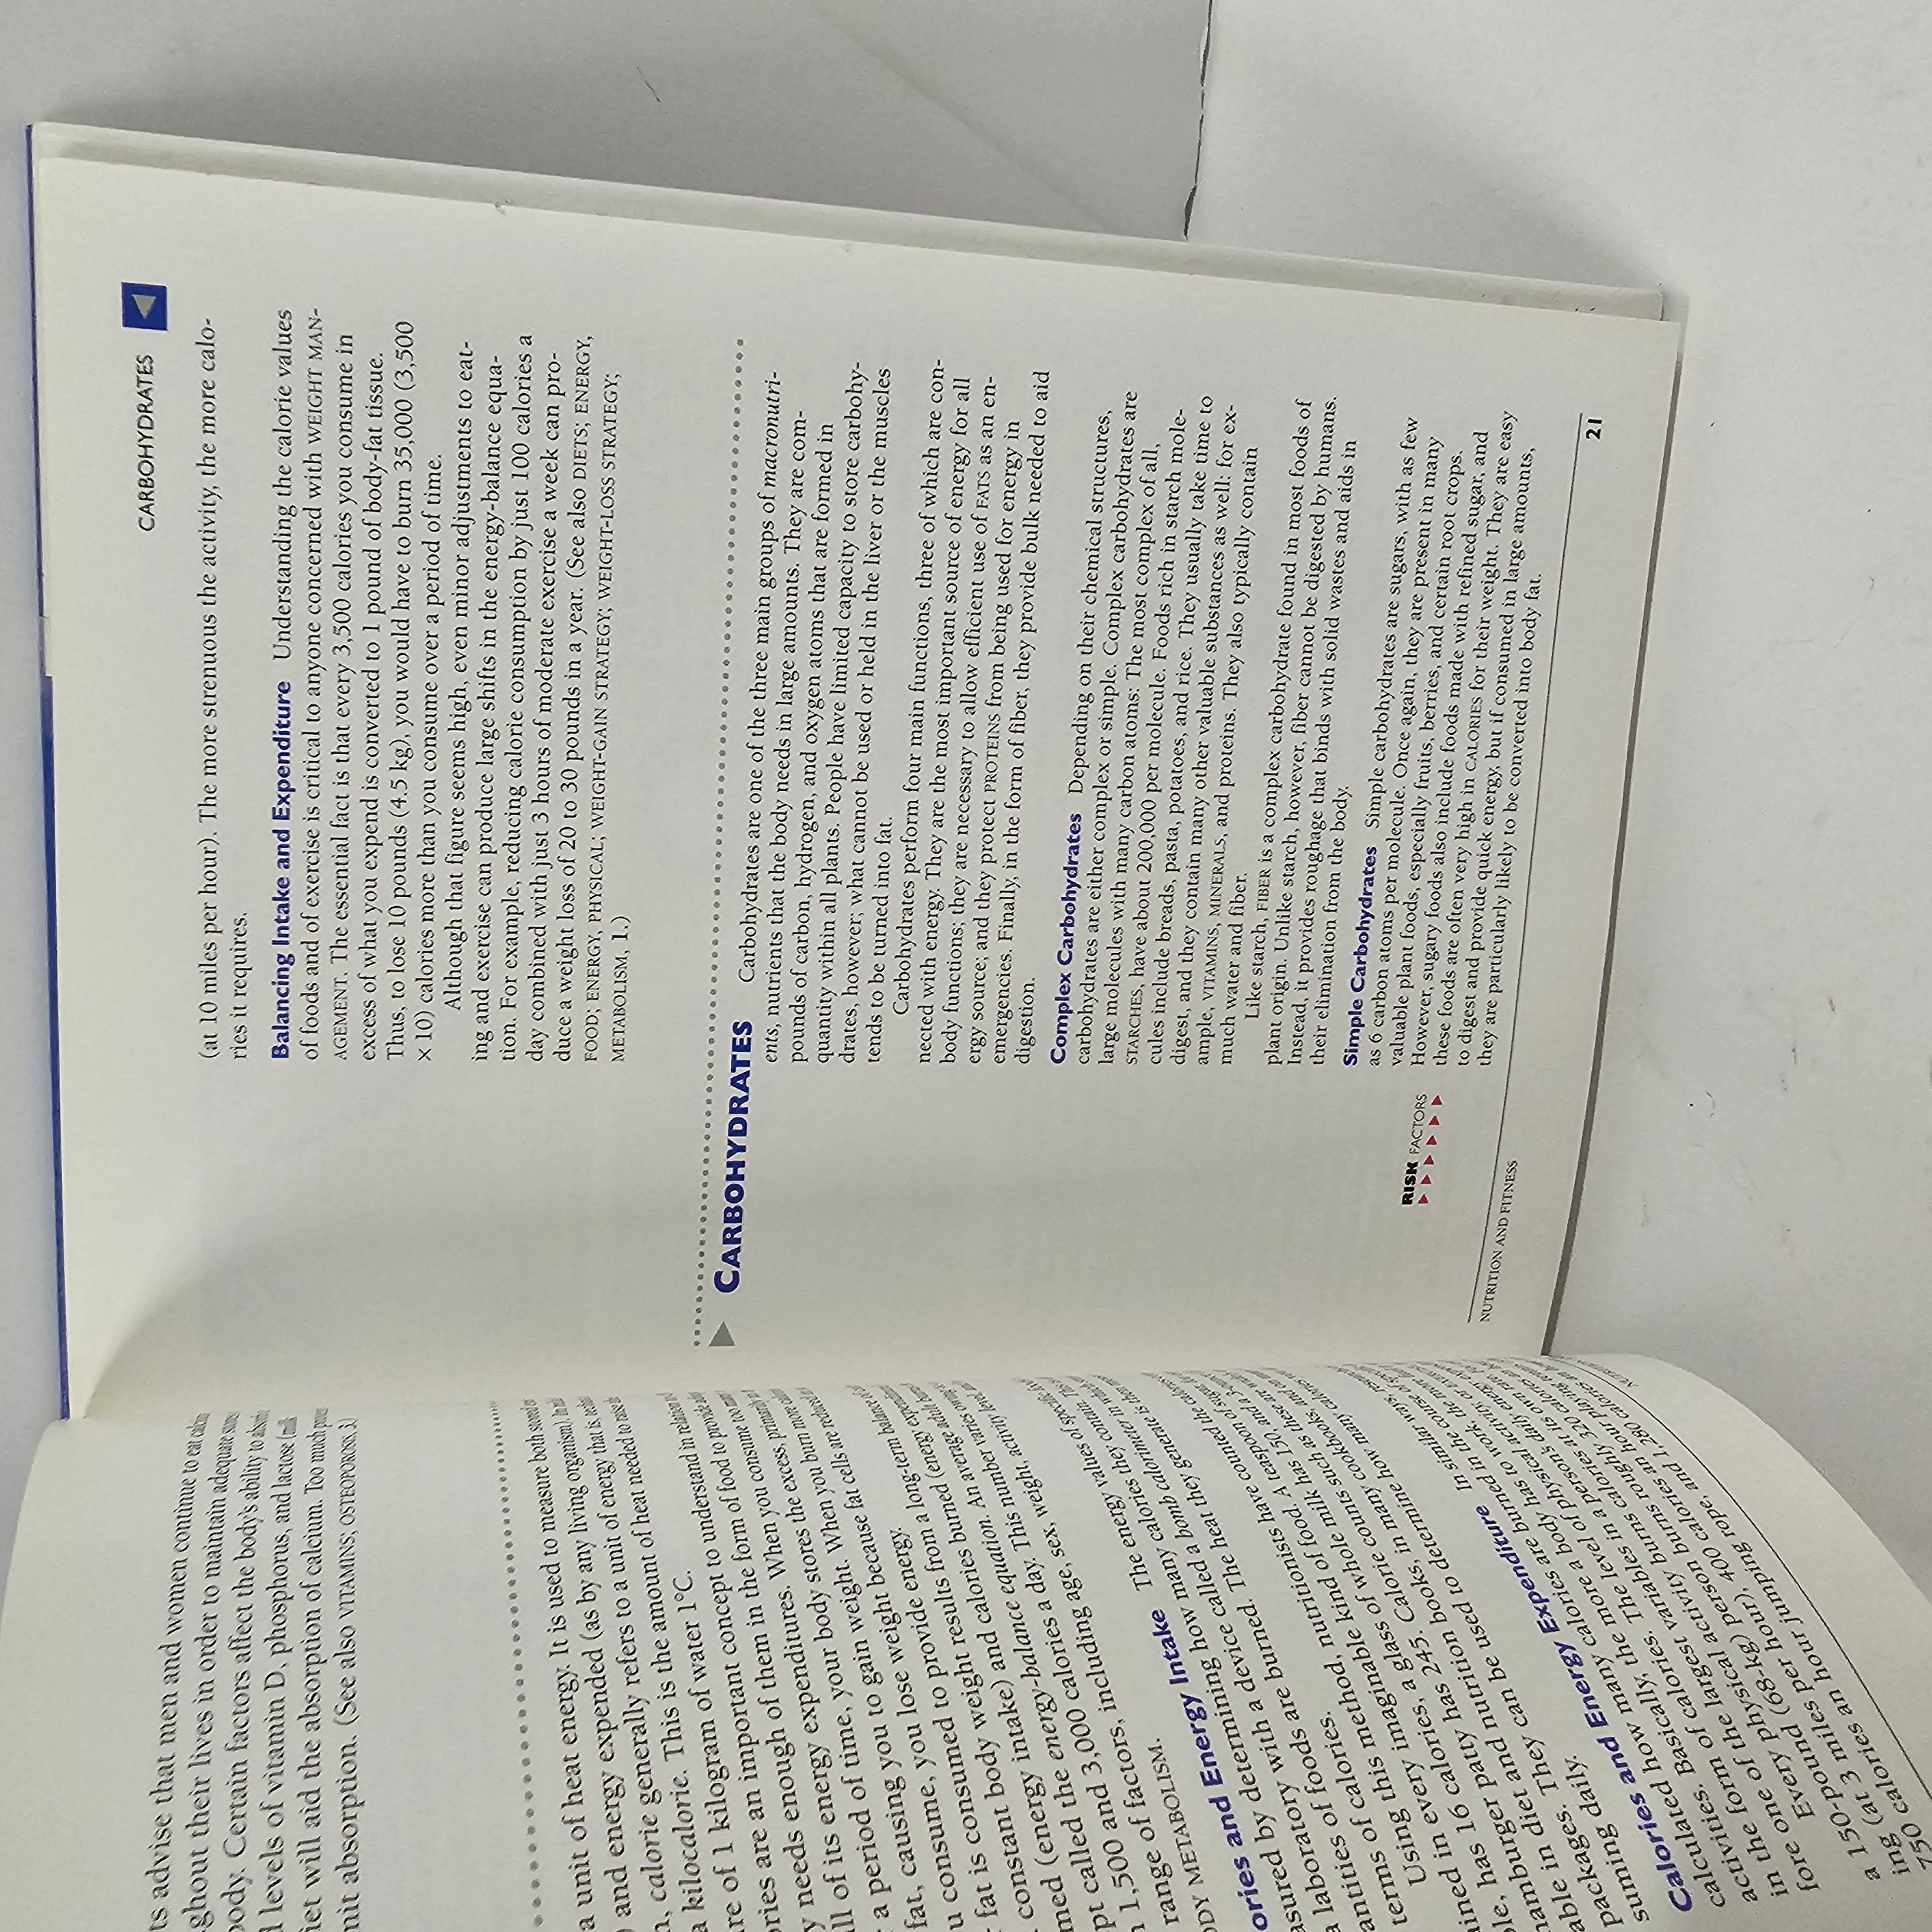 ts advise that men and women continue to eat
ghout their lives in order to maintain adequate
body. Certain factors affect the body's ability to
levels of vitamin D, phosphorus, and lactose (milk
iet will aid the absorption of calcium. Too much
mit absorption. (See also VITAMINS; OSTEOPOROSIS, 3.)
a unit of heat energy. It is used to measure both stored
) and energy expended (as by any living organism). In
n, calorie generally refers to a unit of energy that is,
a kilocalorie. This is the amount of heat needed to raise the
re of 1 kilogram of water 1°C.
ories are an important concept to understand in relation
y needs enough of them in the form of food to provide
ll of its energy expenditures. When you consume too many
r a period of time, your body stores the excess, primarily
fat, causing you to gain weight. When you burn more
u consume, you lose weight because fat cells are reduced
r fat is consumed to provide energy.
constant body weight results from a long-term balance of
med (energy intake) and calories burned (energy
pt called the energy-balance equation. An average adult burns
n 1,500 and 3,000 calories a day. This number varies owing
range of factors, including age, sex, weight, activity level, and
ODY METABOLISM.
ories and Energy Intake The energy values of specific foods
asured by determining how many calories they contain. This
a laboratory with a device called a bomb calorimeter in which
antities of foods are burned. The heat they generate is then
terms of calories.
Using this method, nutritionists have counted the calories
ained in every imaginable kind of food. A teaspoon of sugar,
ple, has 16 calories, a glass of whole milk has 150, and a 3-ounce
hamburger patty has 245. Calorie counts such as these are
able in diet and nutrition books, in many cookbooks, and on
packages. They can be used to determine how many calories
suming daily.
Calories and Energy Expenditure In similar ways,
calculated how many calories are burned in the course of
activities. Basically, the more a body has to work, the more
in the form of calories. The level of physical activity, or
fore one of the largest variables in a person's daily energy
Every physical activity burns calories at its own rate.
a 150-pound (68-kg) person burns roughly 320 calories
ing (at 3 miles per hour), 400 calories an hour playing
750 calories an hour jumping rope, and 1,280 calories an
CARBOHYDRATES
(at 10 miles per hour). The more strenuous the activity, the more calo-
ries it requires.
Balancing Intake and Expenditure Understanding the calorie values
of foods and of exercise is critical to anyone concerned with WEIGHT MAN-
AGEMENT. The essential fact is that every 3,500 calories you consume in
excess of what you expend is converted to 1 pound of body-fat tissue.
Thus, to lose 10 pounds (4.5 kg), you would have to burn 35,000 (3,500
× 10) calories more than you consume over a period of time.
Although that figure seems high, even minor adjustments to eat-
ing and exercise can produce large shifts in the energy-balance equa-
tion. For example, reducing calorie consumption by just 100 calories a
day combined with just 3 hours of moderate exercise a week can pro-
duce a weight loss of 20 to 30 pounds in a year. (See also DIETS; ENERGY,
FOOD; ENERGY, PHYSICAL; WEIGHT-GAIN STRATEGY; WEIGHT-LOSS STRATEGY;
METABOLISM, 1.)
CARBOHYDRATES Carbohydrates are one of the three main groups of macronutri-
ents, nutrients that the body needs in large amounts. They are com-
pounds of carbon, hydrogen, and oxygen atoms that are formed in
quantity within all plants. People have limited capacity to store carbohy-
drates, however; what cannot be used or held in the liver or the muscles
tends to be turned into fat.
Carbohydrates perform four main functions, three of which are con-
nected with energy. They are the most important source of energy for all
body functions; they are necessary to allow efficient use of FATS as an en-
ergy source; and they protect PROTEINS from being used for energy in
emergencies. Finally, in the form of fiber, they provide bulk needed to aid
digestion.
Complex Carbohydrates Depending on their chemical structures,
carbohydrates are either complex or simple. Complex carbohydrates are
large molecules with many carbon atoms: The most complex of all,
STARCHES, have about 200,000 per molecule. Foods rich in starch mole-
cules include breads, pasta, potatoes, and rice. They usually take time to
digest, and they contain many other valuable substances as well: for ex-
ample, VITAMINS, MINERALS, and proteins. They also typically contain
much water and fiber.
Like starch, FIBER is a complex carbohydrate found in most foods of
plant origin. Unlike starch, however, fiber cannot be digested by humans.
Instead, it provides roughage that binds with solid wastes and aids in
their elimination from the body.
Simple Carbohydrates Simple carbohydrates are sugars, with as few
as 6 carbon atoms per molecule. Once again, they are present in many
valuable plant foods, especially fruits, berries, and certain root crops.
RISK FACTORS
However, sugary foods also include foods made with refined sugar, and
these foods are often very high in CALORIES for their weight. They are easy
to digest and provide quick energy, but if consumed in large amounts,
they are particularly likely to be converted into body fat.
NUTRITION AND FITNESS
21